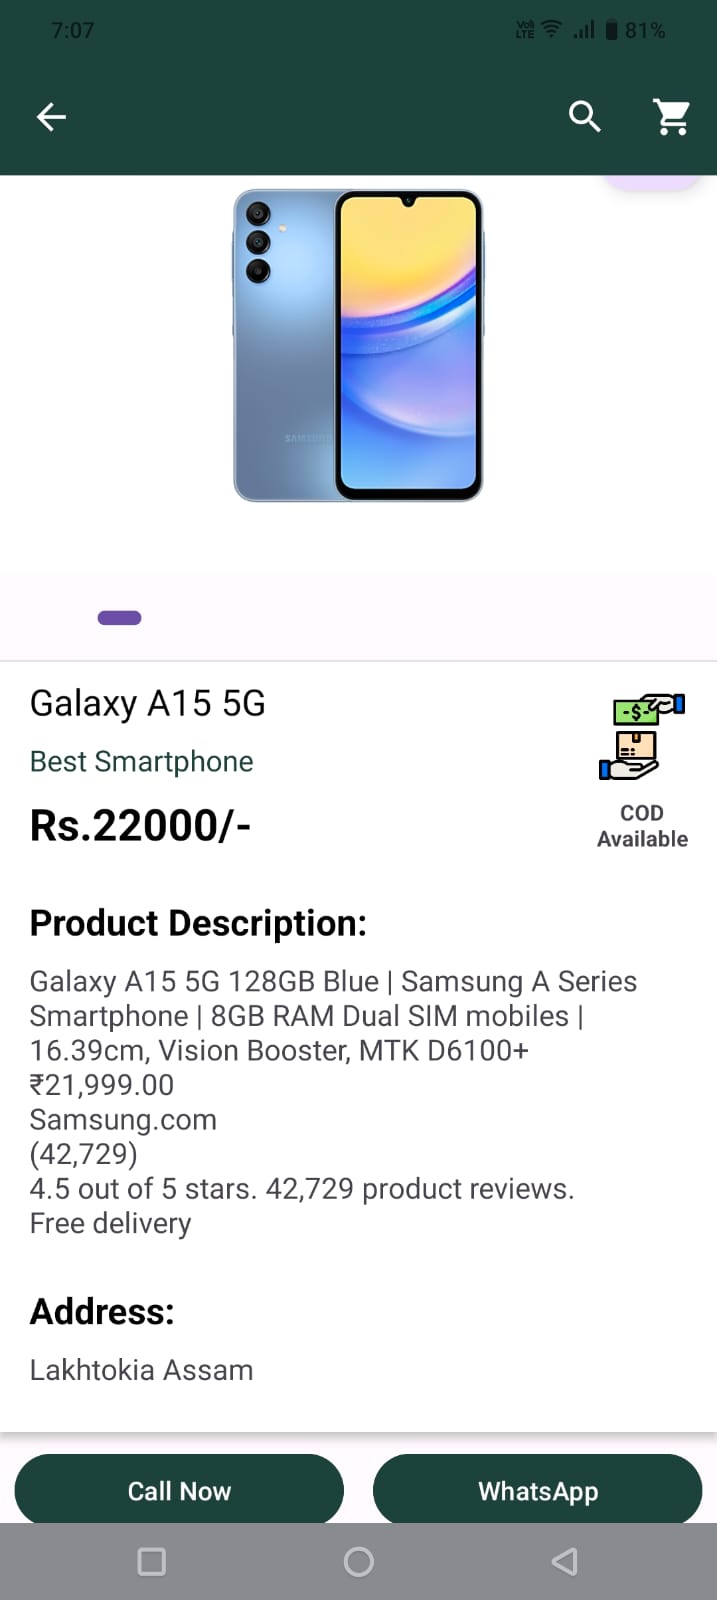 7:07
Vo)) LTE 81%
SAMSUNG
Galaxy A15 5G
Best Smartphone
Rs.22000/-
-$-
COD
Available
Product Description:
Galaxy A15 5G 128GB Blue | Samsung A Series
Smartphone | 8GB RAM Dual SIM mobiles |
16.39cm, Vision Booster, MTK D6100+
₹21,999.00
Samsung.com
(42,729)
4.5 out of 5 stars. 42,729 product reviews.
Free delivery
Address:
Lakhtokia Assam
Call Now
WhatsApp